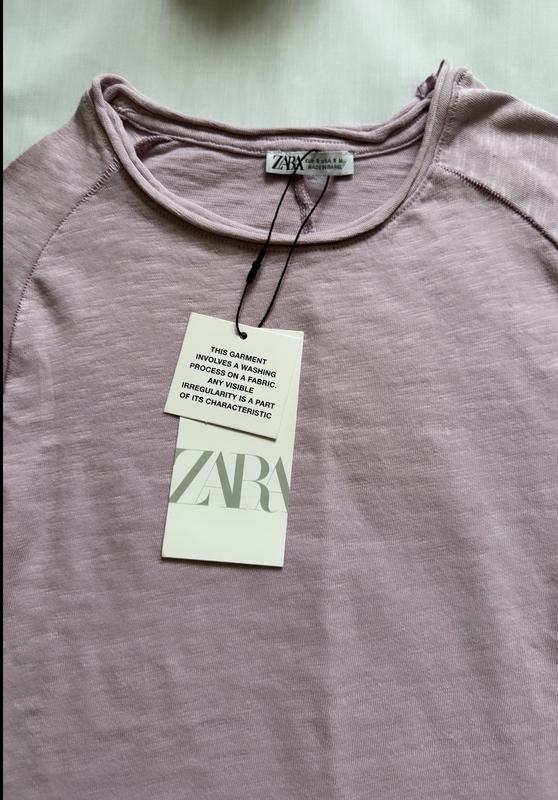 ZARA
THIS GARMENT
INVOLVES A WASHING
PROCESS ON A FABRIC.
ANY VISIBLE
IRREGULARITY IS A PART
OF ITS CHARACTERISTIC
ZARA